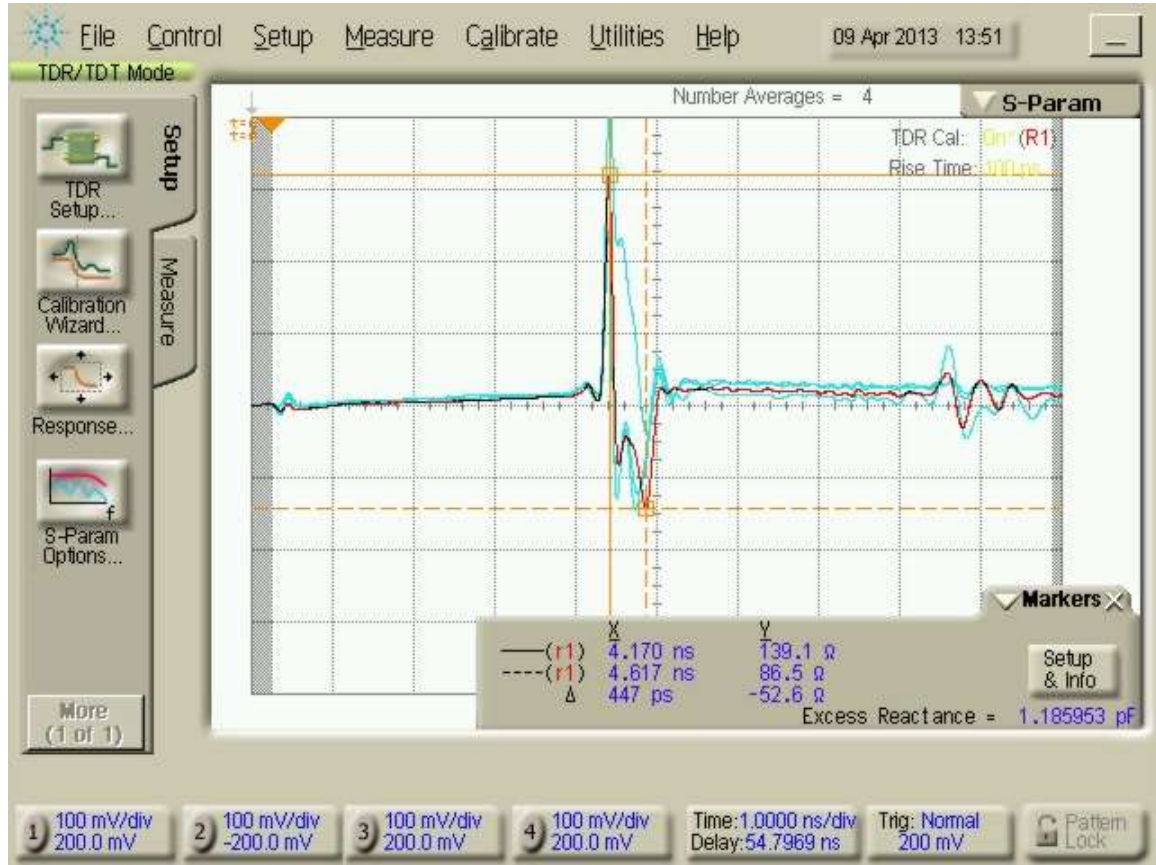 File Control Setup Measure Calibrate Utilities Help 09 Apr 2013 13:51
TDR/TDT Mode
Number Averages = 4
S-Param
TDR Cal: On* (R1)
Rise Time: 100 ps
Setup
Measure
TDR
Setup...
Calibration
Wizard...
Response...
f
S-Param
Options...
More
(1 of 1)
Markers
X Y
(r1) 4.170 ns 139.1 Ω
----(r1) 4.617 ns 86.5 Ω
Δ 447 ps -52.6 Ω
Excess Reactance = 1.185953 pF
Setup
& Info
1 100 mV/div
200.0 mV
2 100 mV/div
-200.0 mV
3 100 mV/div
200.0 mV
4 100 mV/div
200.0 mV
Time:1.0000 ns/div
Delay:54.7969 ns
Trig: Normal
200 mV
Pattern
Lock